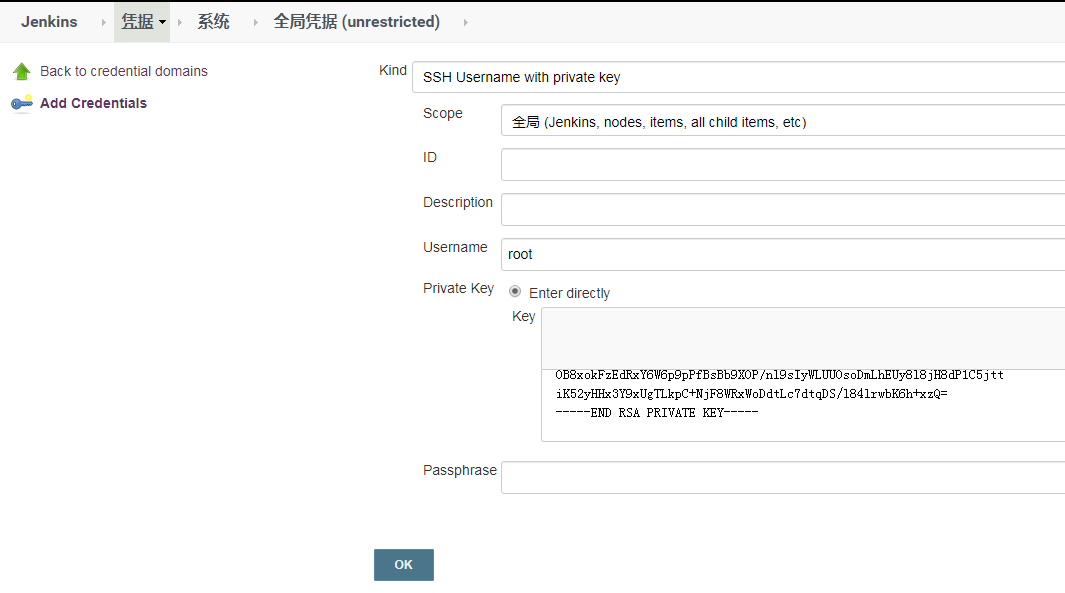 Jenkins 凭据 系统 全局凭据 (unrestricted)
Back to credential domains
Add Credentials
Kind SSH Username with private key
Scope 全局 (Jenkins, nodes, items, all child items, etc)
ID
Description
Username root
Private Key Enter directly
Key
OB8xokFzEdRxY6W6p9pPfBsBb9XOP/nl9sIyWLUUOsoDmLhEUy8l8jH8dP1C5jtt
iK52yHHx3Y9xUgTLkpC+NjF8WRxWoDdtLc7dtqDS/l84lrwbK6h+xzQ=
-----END RSA PRIVATE KEY-----
Passphrase
OK